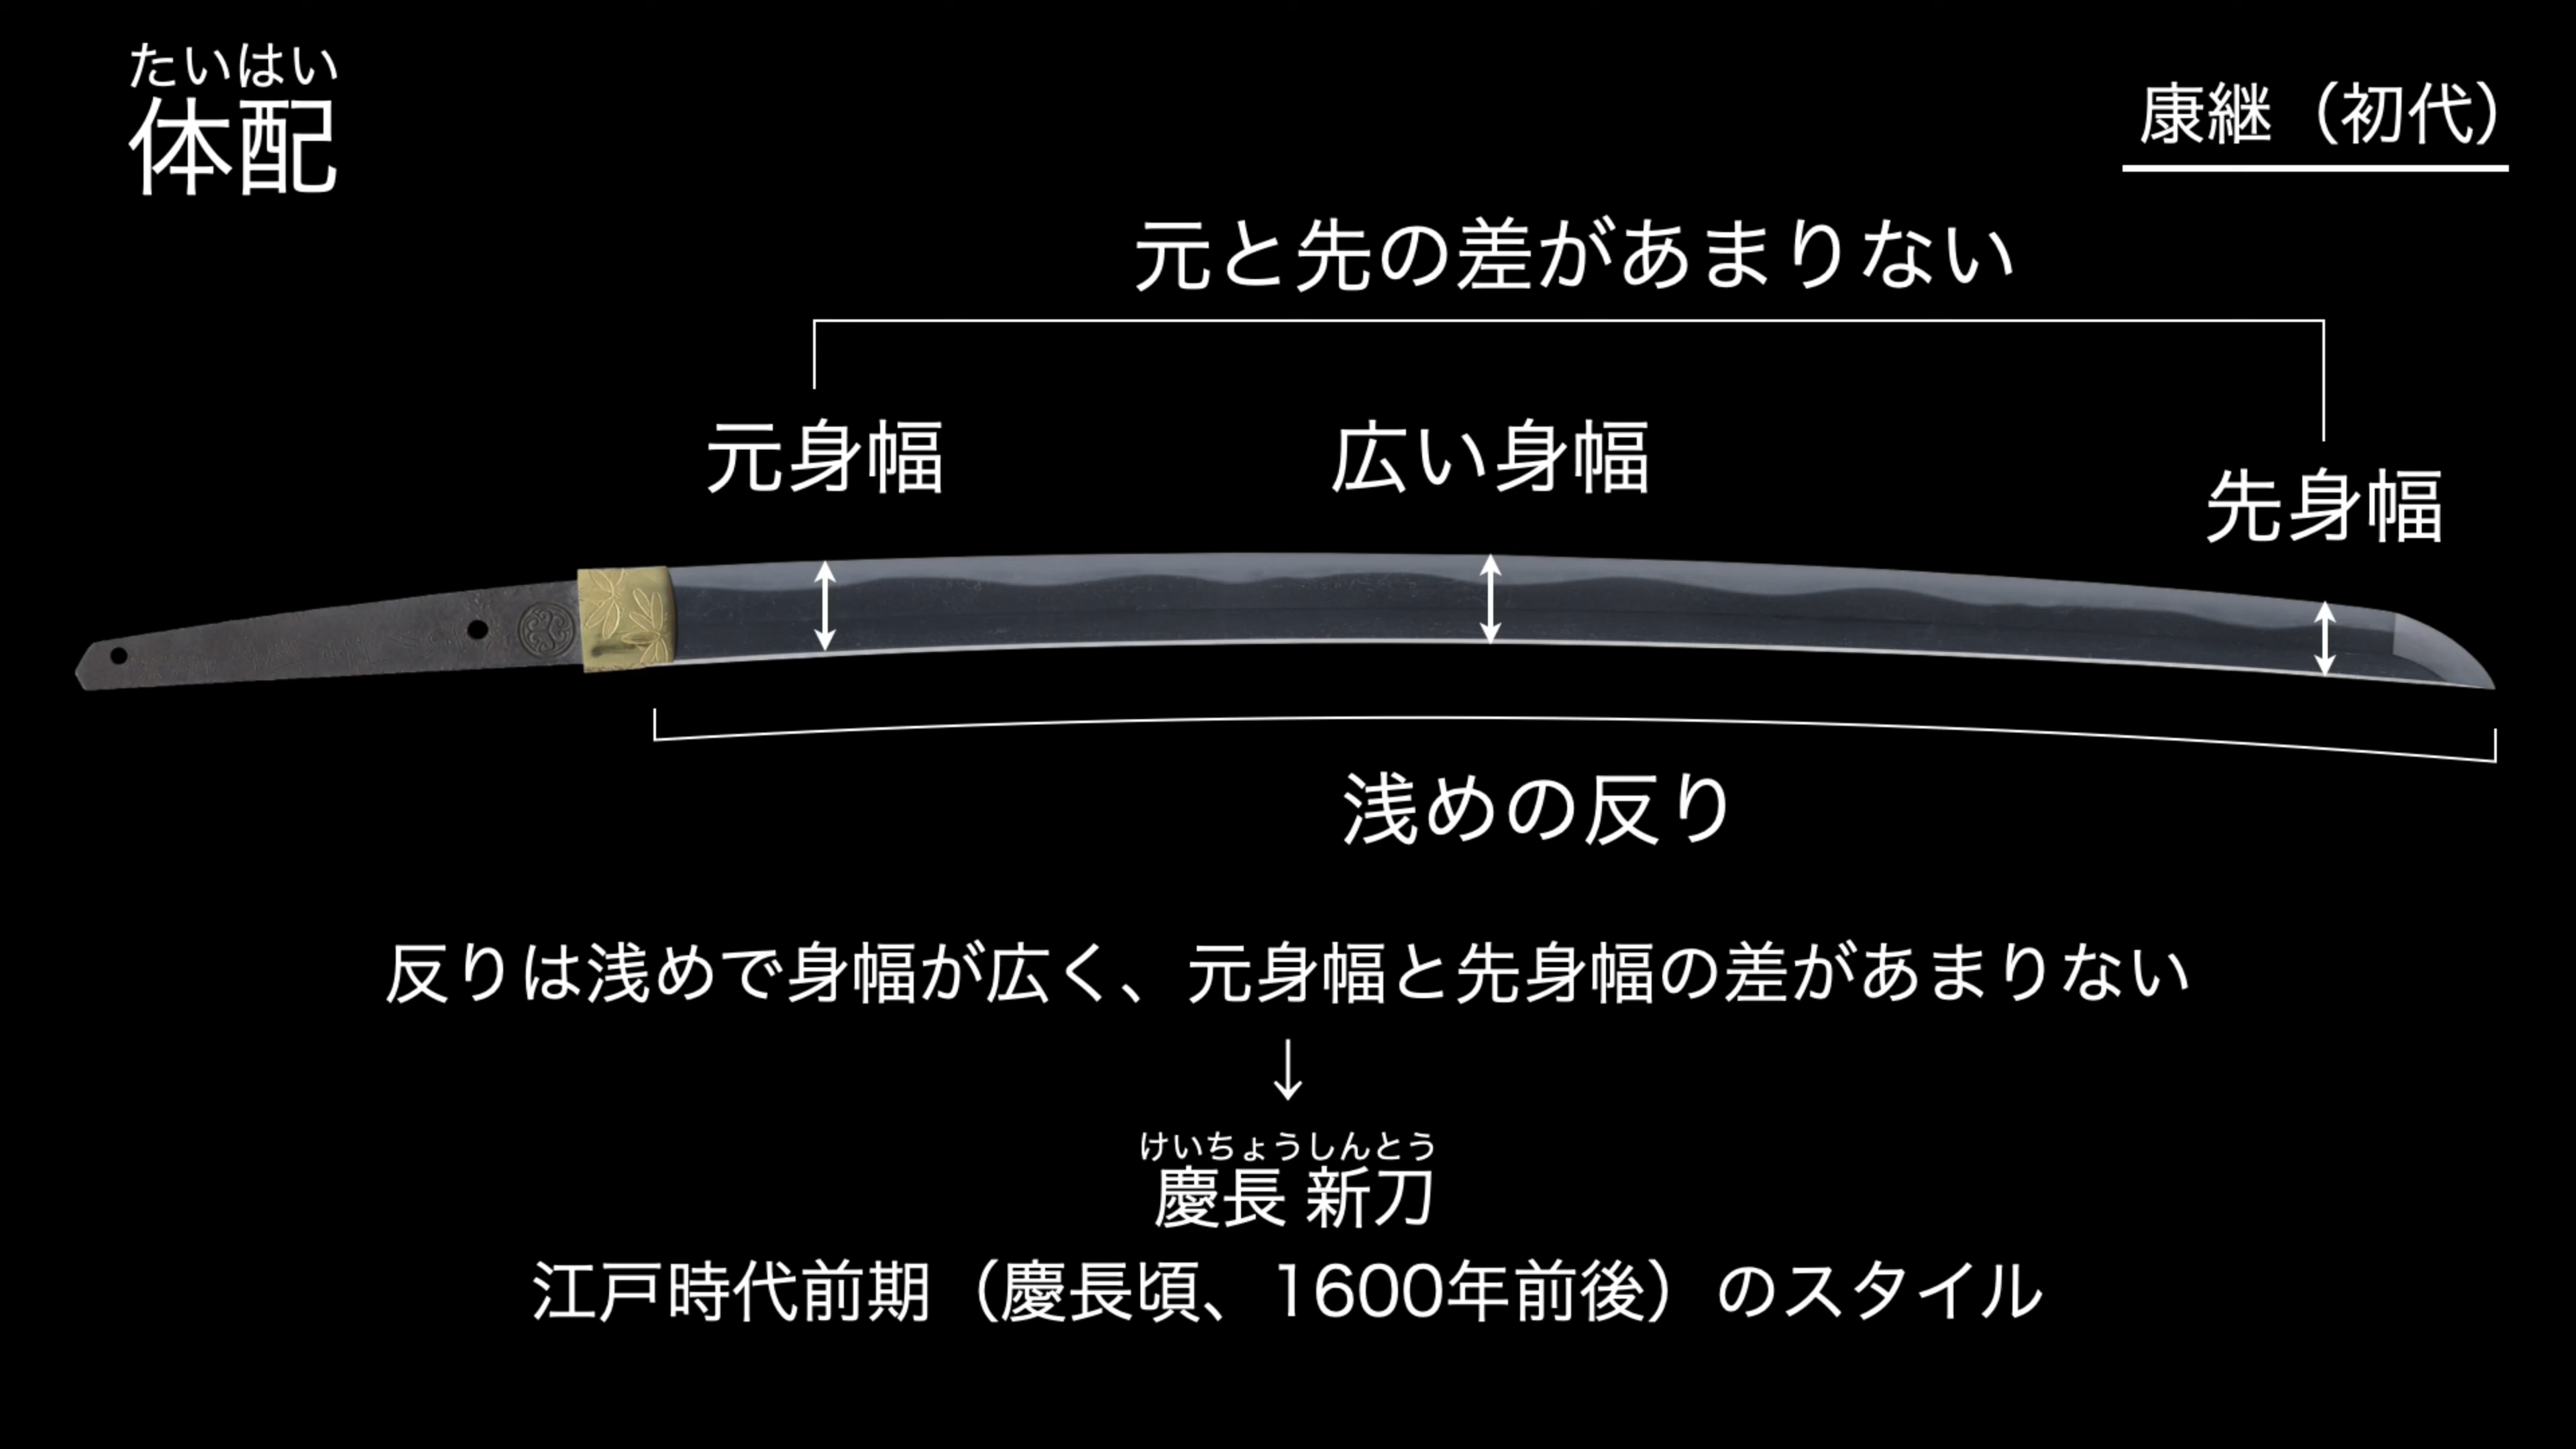 たいはい
体配
康継（初代）
元と先の差があまりない
元身幅
広い身幅
先身幅
浅めの反り
反りは浅めで身幅が広く、元身幅と先身幅の差があまりない
↓
けいちょうしんとう
慶長 新刀
江戸時代前期（慶長頃、1600年前後）のスタイル